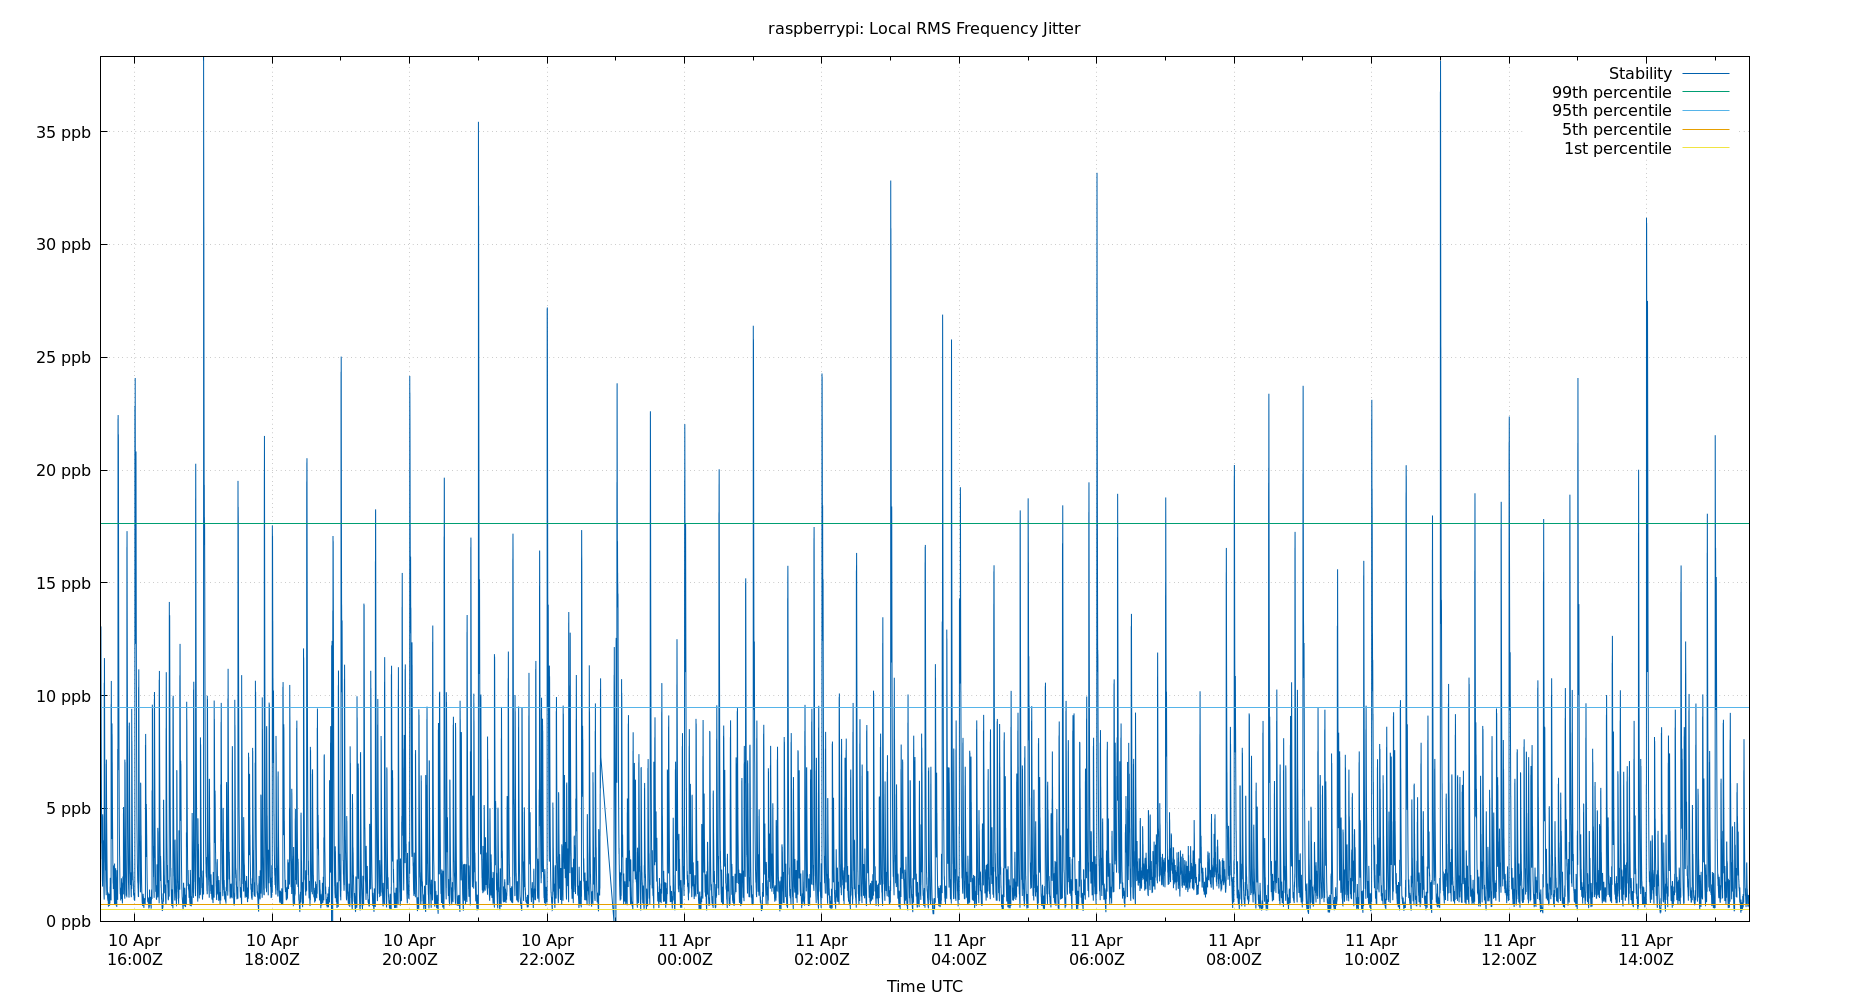 raspberrypi: Local RMS Frequency Jitter
Stability
99th percentile
95th percentile
5th percentile
1st percentile
35 ppb
30 ppb
25 ppb
20 ppb
15 ppb
10 ppb
5 ppb
0 ppb
10 Apr 10 Apr 10 Apr 10 Apr 11 Apr 11 Apr 11 Apr 11 Apr 11 Apr 11 Apr 11 Apr 11 Apr
16:00Z 18:00Z 20:00Z 22:00Z 00:00Z 02:00Z 04:00Z 06:00Z 08:00Z 10:00Z 12:00Z 14:00Z
Time UTC